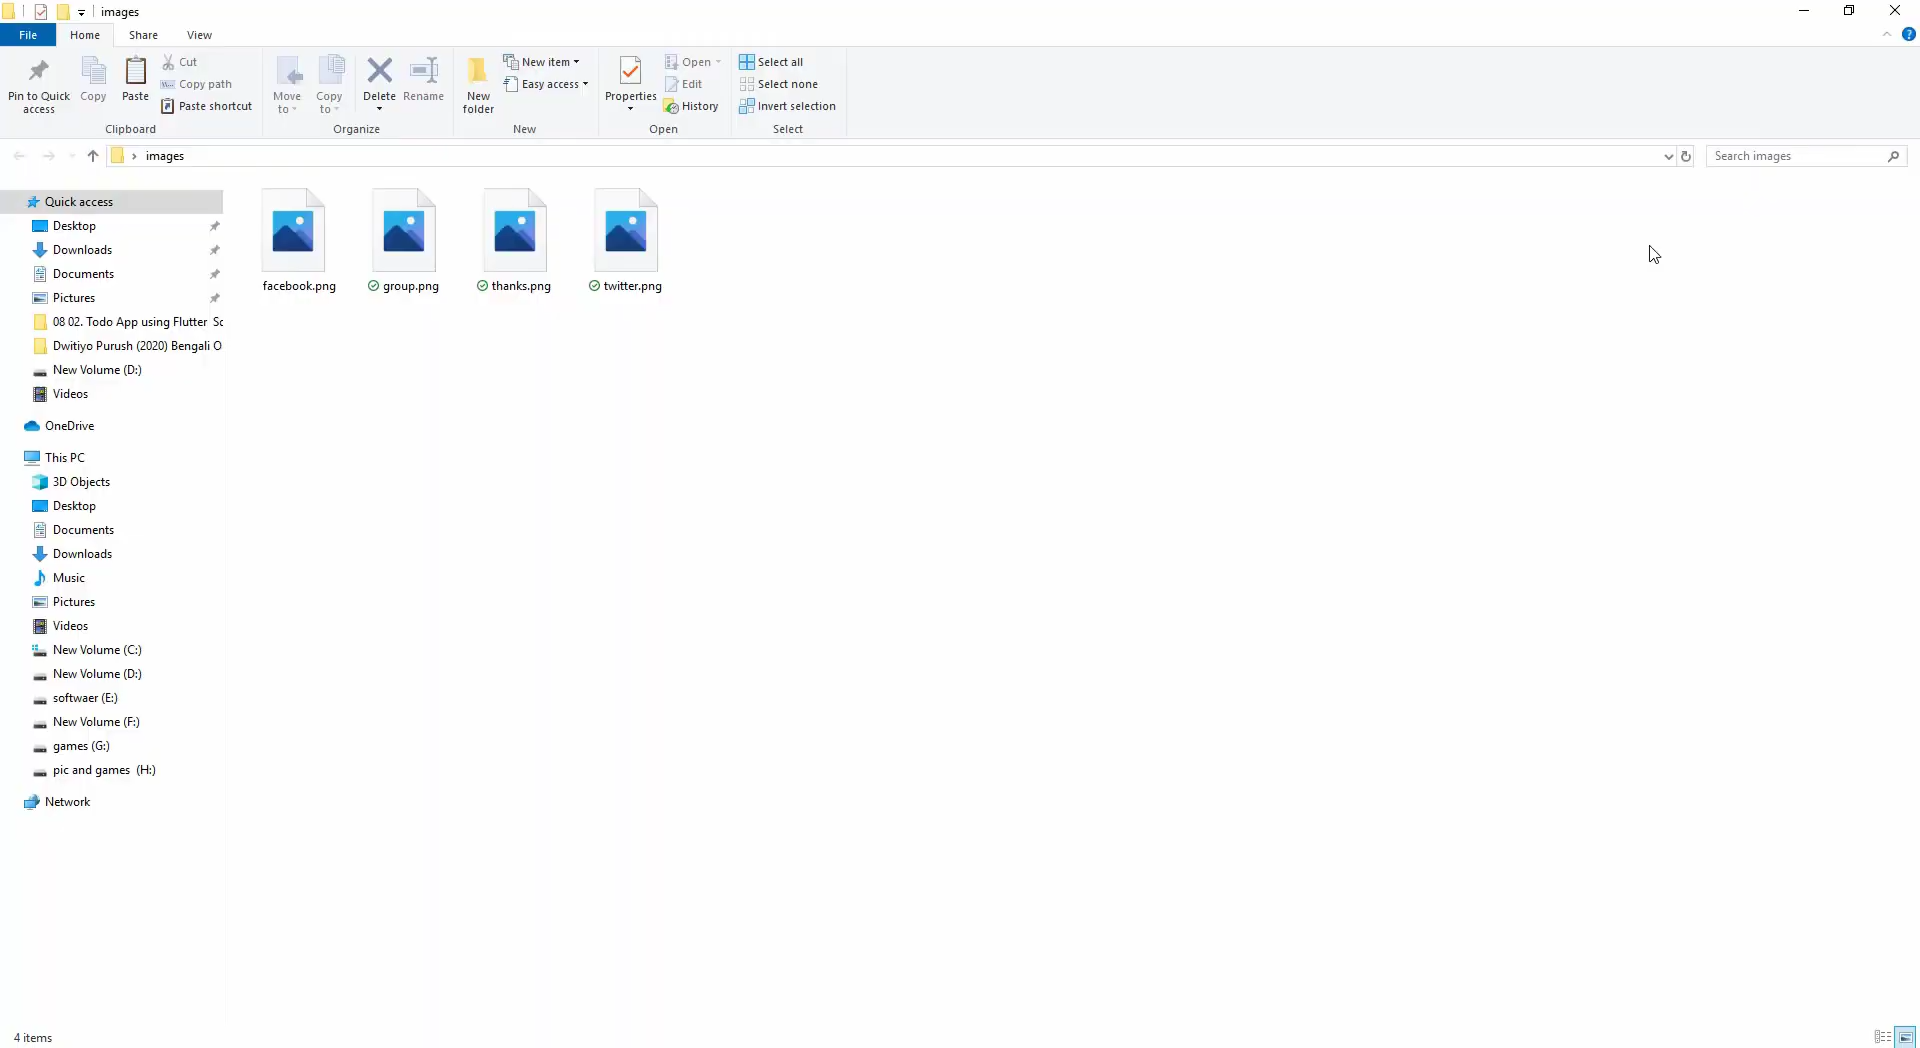 images
File
Home
Share
View
Pin to Quick access
Copy
Paste
Cut
Copy path
Paste shortcut
Clipboard
Move to
Copy to
Delete
Rename
Organize
New folder
New item
Easy access
New
Properties
Open
Edit
History
Open
Select all
Select none
Invert selection
Select
images
Search images
Quick access
Desktop
Downloads
Documents
Pictures
08 02. Todo App using Flutter Sc
Dwitiyo Purush (2020) Bengali O
New Volume (D:)
Videos
OneDrive
This PC
3D Objects
Desktop
Documents
Downloads
Music
Pictures
Videos
New Volume (C:)
New Volume (D:)
softwaer (E:)
New Volume (F:)
games (G:)
pic and games (H:)
Network
facebook.png
group.png
thanks.png
twitter.png
4 items